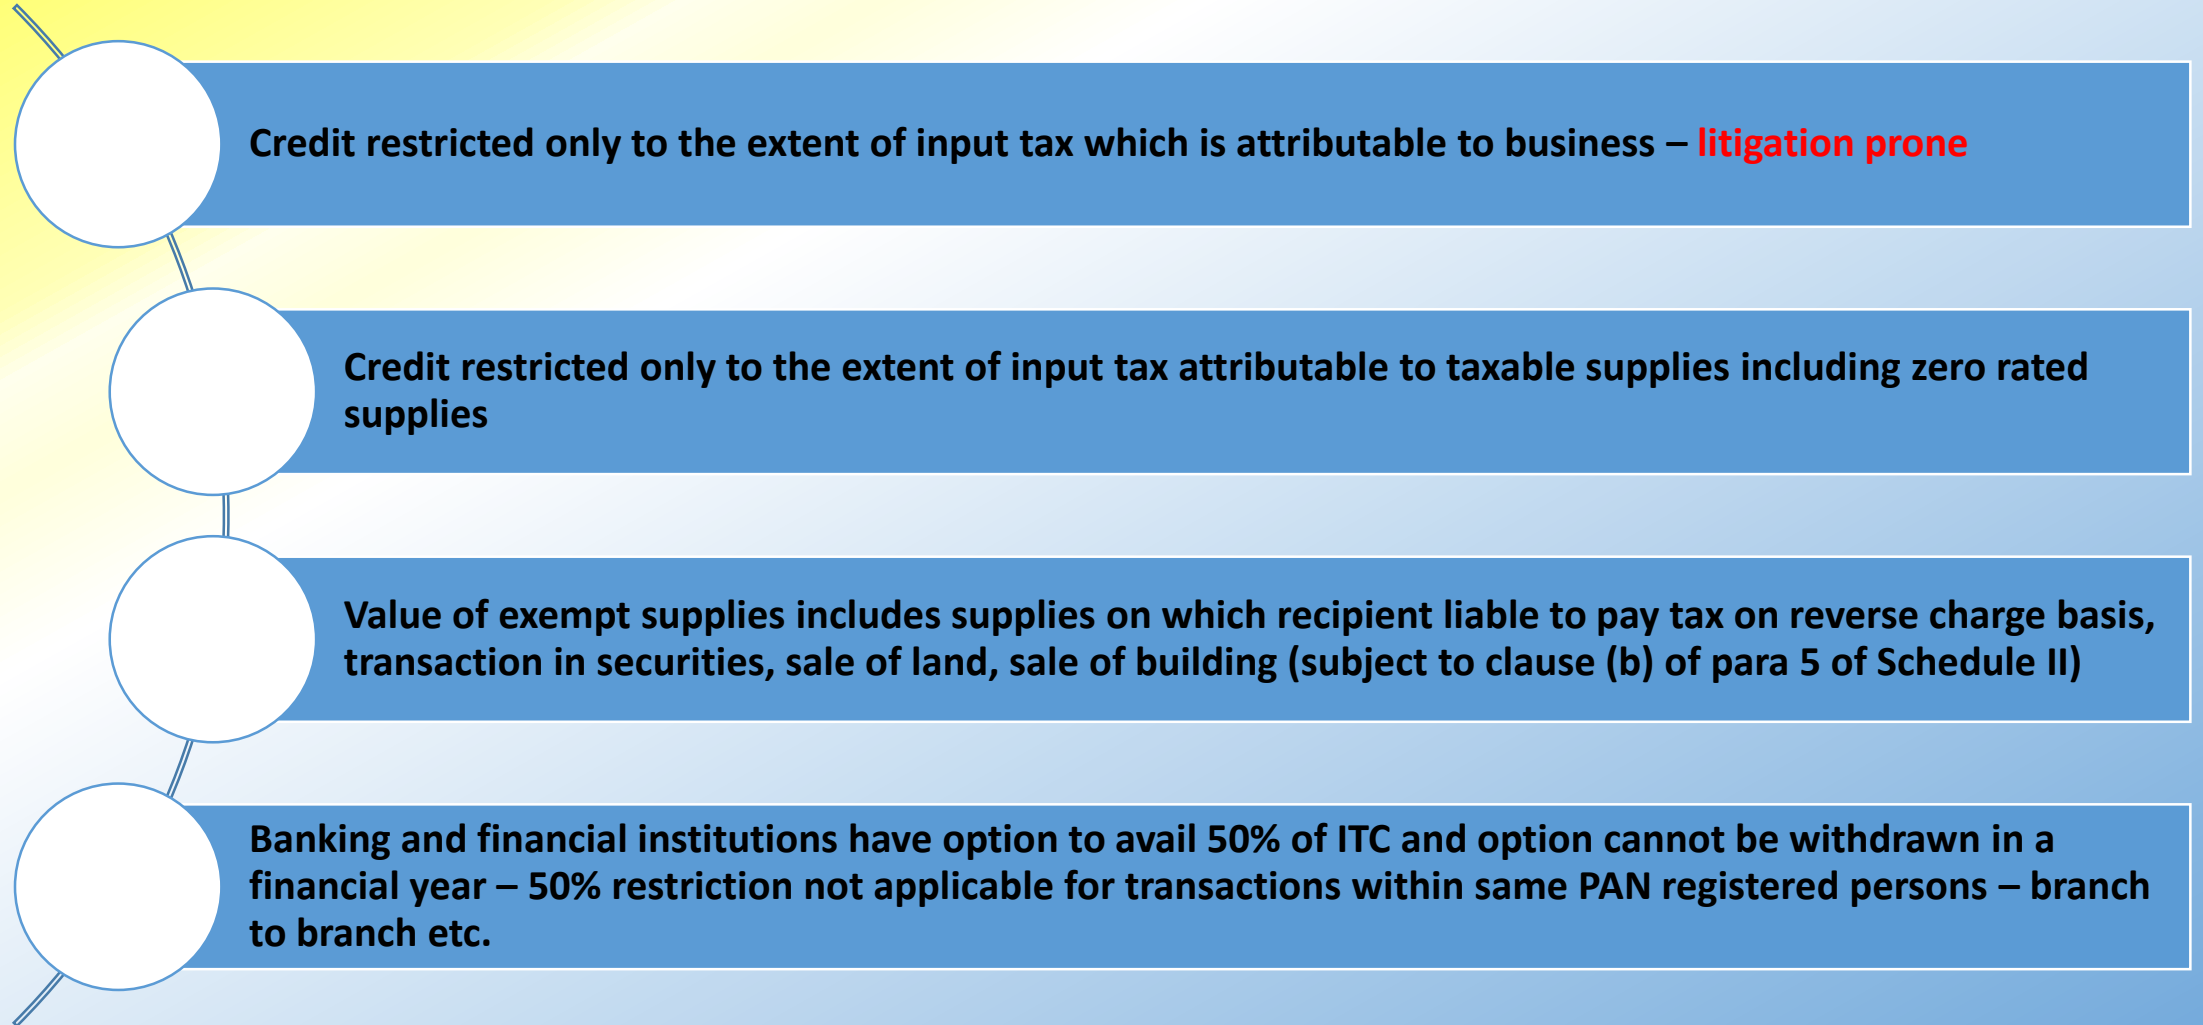 Credit restricted only to the extent of input tax which is attributable to business – litigation prone
Credit restricted only to the extent of input tax attributable to taxable supplies including zero rated
supplies
Value of exempt supplies includes supplies on which recipient liable to pay tax on reverse charge basis,
transaction in securities, sale of land, sale of building (subject to clause (b) of para 5 of Schedule II)
Banking and financial institutions have option to avail 50% of ITC and option cannot be withdrawn in a
financial year – 50% restriction not applicable for transactions within same PAN registered persons – branch
to branch etc.